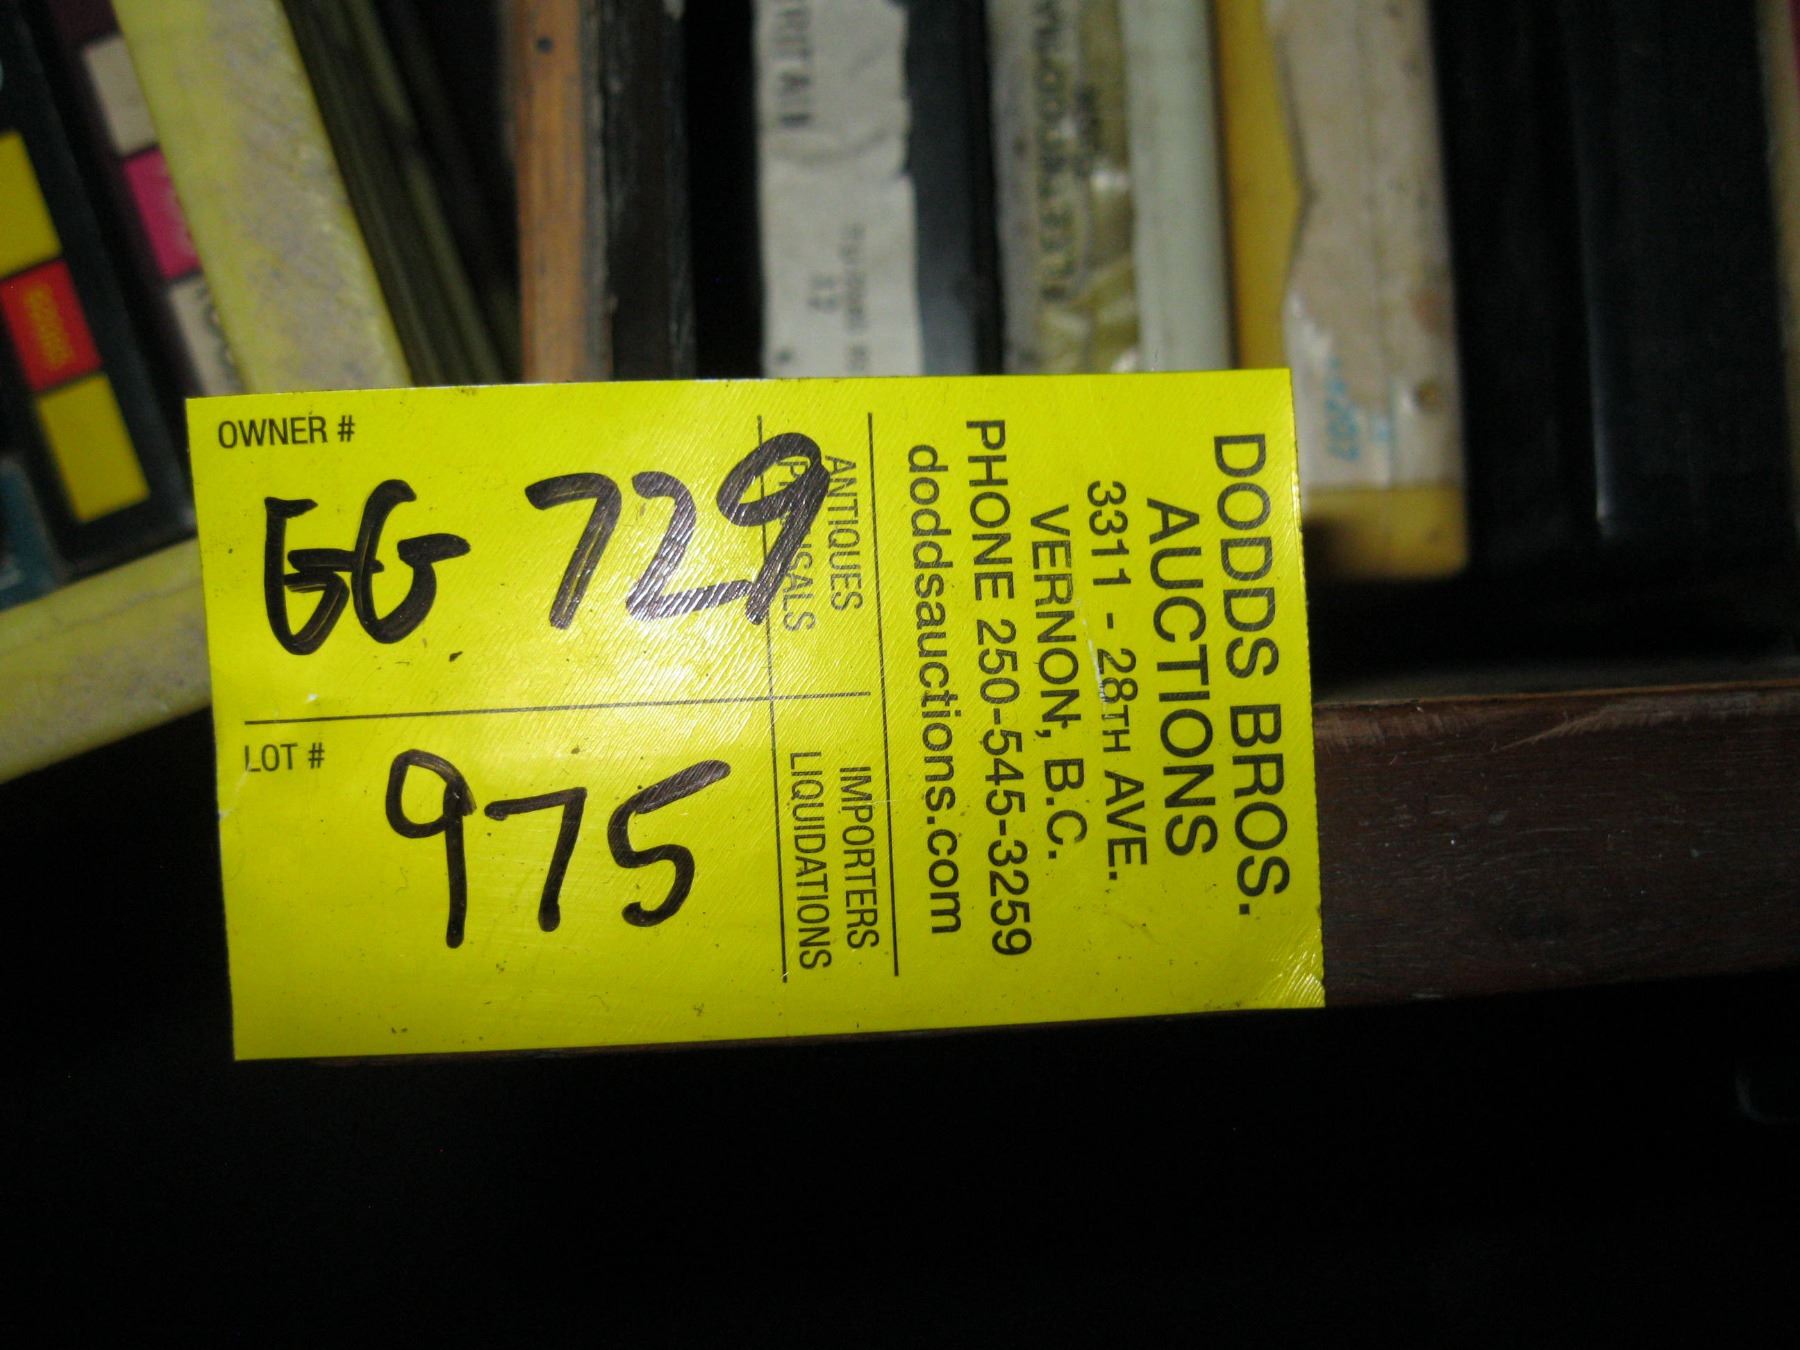 OWNER #
GG 729
LOT #
975
ANTIQUES
IMPORTERS
LIQUIDATIONS
DODDS BROS.
AUCTIONS
3311 - 28TH AVE.
VERNON, B.C.
PHONE 250-545-3259
doddsauctions.com